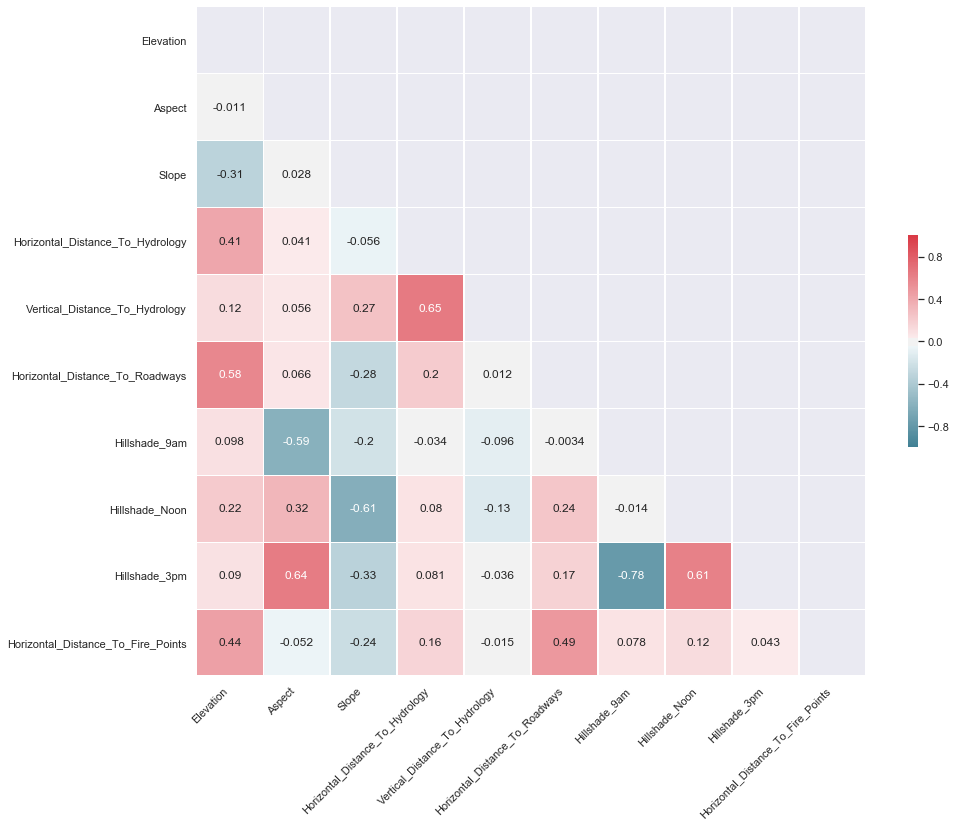 Elevation
Aspect
-0.011
Slope
-0.31 0.028
Horizontal_Distance_To_Hydrology
0.41 0.041 -0.056
Vertical_Distance_To_Hydrology
0.12 0.056 0.27 0.65
Horizontal_Distance_To_Roadways
0.58 0.066 -0.28 0.2 0.012
Hillshade_9am
0.098 -0.59 -0.2 -0.034 -0.096 -0.0034
Hillshade_Noon
0.22 0.32 -0.61 0.08 -0.13 0.24 -0.014
Hillshade_3pm
0.09 0.64 -0.33 0.081 -0.036 0.17 -0.78 0.61
Horizontal_Distance_To_Fire_Points
0.44 -0.052 -0.24 0.16 -0.015 0.49 0.078 0.12 0.043
Elevation
Aspect
Slope
Horizontal_Distance_To_Hydrology
Vertical_Distance_To_Hydrology
Horizontal_Distance_To_Roadways
Hillshade_9am
Hillshade_Noon
Hillshade_3pm
Horizontal_Distance_To_Fire_Points
0.8
0.4
0.0
-0.4
-0.8